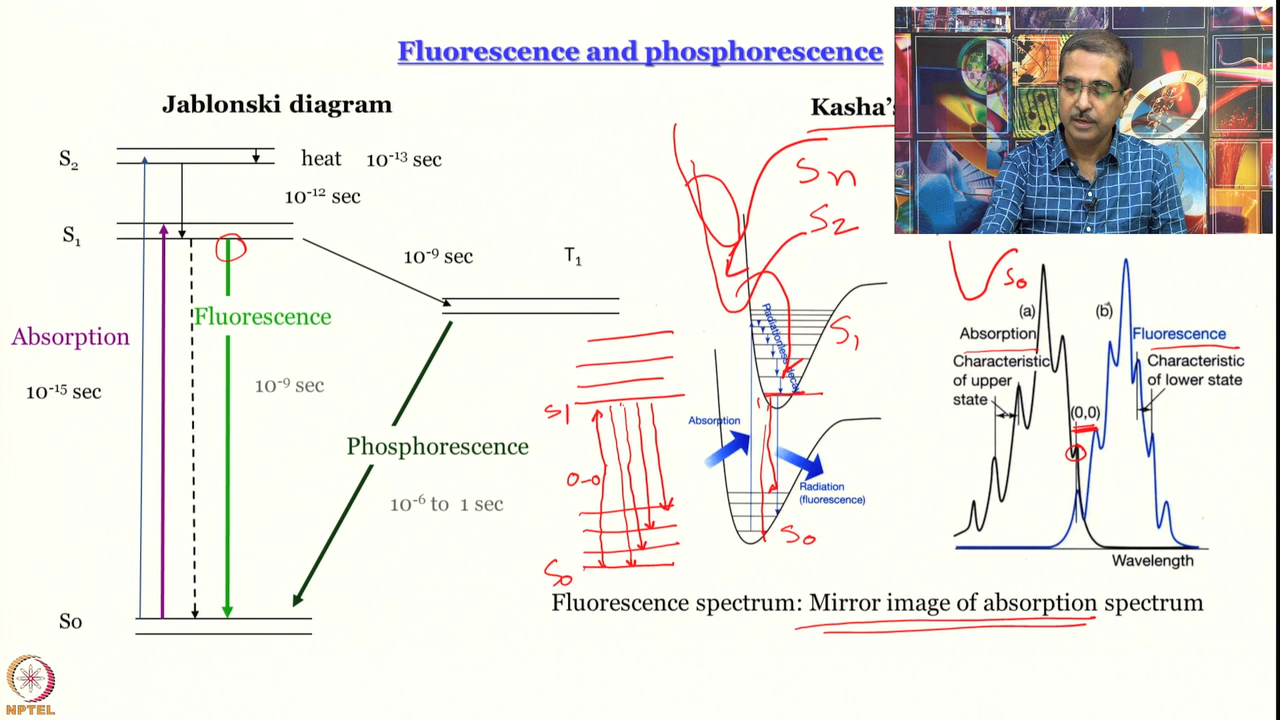 Fluorescence and phosphorescence
Jablonski diagram
Kasha's
S2
heat 10-13 sec
10-12 sec
S1
10-9 sec
T1
Fluorescence
Absorption
10-15 sec
10-9 sec
Phosphorescence
10-6 to 1 sec
So
Sn
S2
S1
Radiationless decay
Absorption
Radiation
(fluorescence)
S0
S1
0-0
S0
S0
(a)
Absorption
Characteristic
of upper
state
(0,0)
(b)
Fluorescence
Characteristic
of lower state
Wavelength
Fluorescence spectrum: Mirror image of absorption spectrum
NPTEL